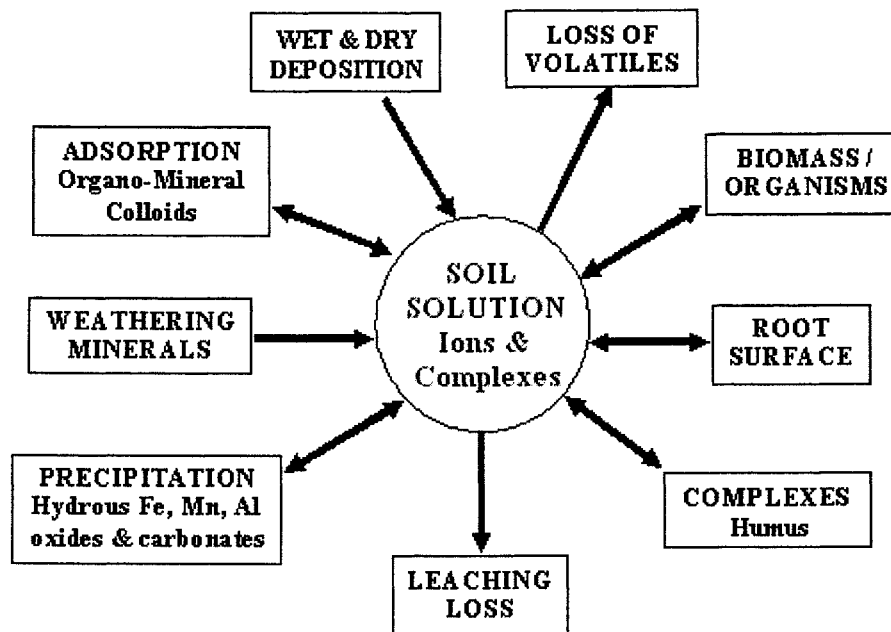 WET & DRY
DEPOSITION
LOSS OF
VOLATILES
ADSORPTION
Organo-Mineral
Colloids
BIOMASS /
ORGANISMS
SOIL
SOLUTION
Ions &
Complexes
WEATHERING
MINERALS
ROOT
SURFACE
PRECIPITATION
Hydrous Fe, Mn, Al
oxides & carbonates
COMPLEXES
Humus
LEACHING
LOSS